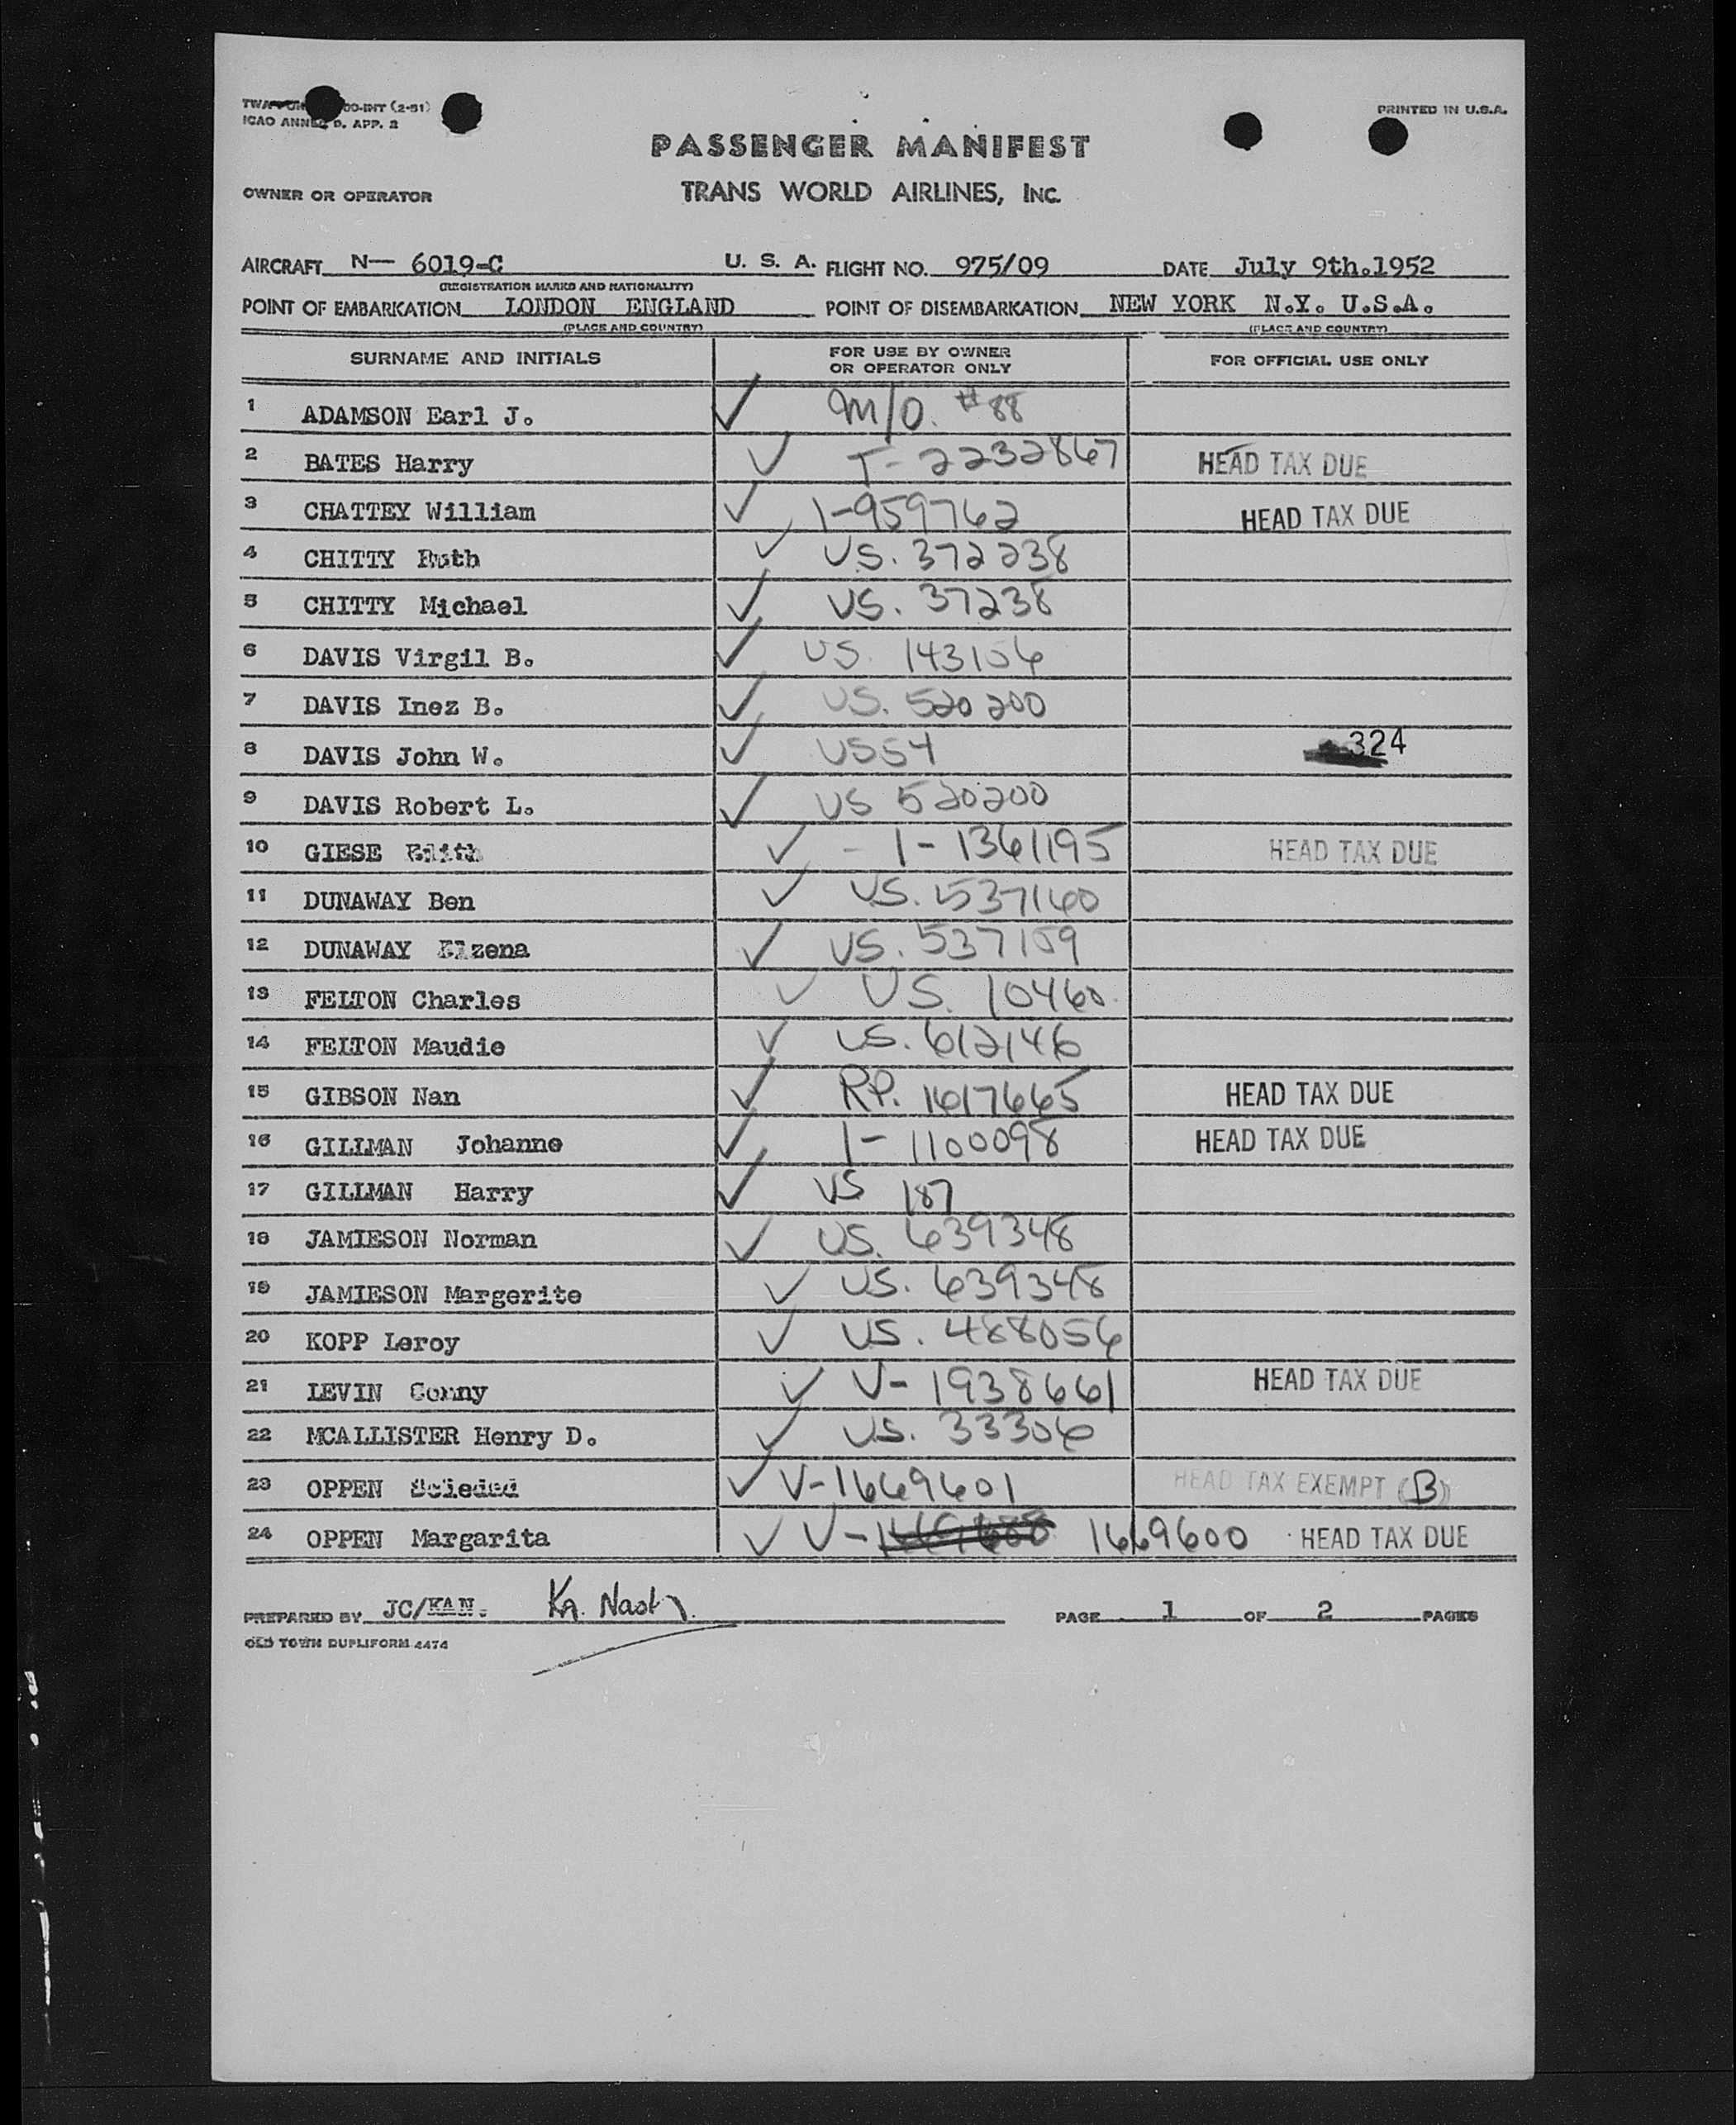 PRINTED IN U.S.A.
ICAO ANNEX 9, APP. 2
PASSENGER MANIFEST
OWNER OR OPERATOR TRANS WORLD AIRLINES, INC.
AIRCRAFT N— 6019-C U. S. A. FLIGHT NO. 975/09 DATE July 9th.1952
(REGISTRATION MARKS AND NATIONALITY)
POINT OF EMBARKATION LONDON ENGLAND POINT OF DISEMBARKATION NEW YORK N.Y. U.S.A.
(PLACE AND COUNTRY) (PLACE AND COUNTRY)
SURNAME AND INITIALS FOR USE BY OWNER OR OPERATOR ONLY FOR OFFICIAL USE ONLY
1 ADAMSON Earl J. ✓ M/O. #88
2 BATES Harry ✓ T-2232867 HEAD TAX DUE
3 CHATTEY William ✓ 1-959762 HEAD TAX DUE
4 CHITTY Ruth ✓ US. 372238
5 CHITTY Michael ✓ US. 37238
6 DAVIS Virgil B. ✓ US. 143106
7 DAVIS Inez B. ✓ US. 520200
8 DAVIS John W. ✓ US54 324
9 DAVIS Robert L. ✓ US 520200
10 GIESE Edith ✓ - 1-1361195 HEAD TAX DUE
11 DUNAWAY Ben ✓ US. 537160
12 DUNAWAY Elzena ✓ US. 537159
13 FELTON Charles ✓ US. 10460
14 FELTON Maudie ✓ US. 612146
15 GIBSON Nan ✓ RP. 1617665 HEAD TAX DUE
16 GILLMAN Johanne ✓ 1-1100098 HEAD TAX DUE
17 GILLMAN Harry ✓ US 187
18 JAMIESON Norman ✓ US. 639348
19 JAMIESON Margerite ✓ US. 639348
20 KOPP Leroy ✓ US. 488056
21 LEVIN Conny ✓ V-1938661 HEAD TAX DUE
22 MCALLISTER Henry D. ✓ US. 33306
23 OPPEN ✓ V-1669601 HEAD TAX EXEMPT (B)
24 OPPEN Margarita ✓ V- 1669600 HEAD TAX DUE
PREPARED BY JC/KAN. PAGE 1 OF 2 PAGES
OLD TOWN DUPLIFORM 4474